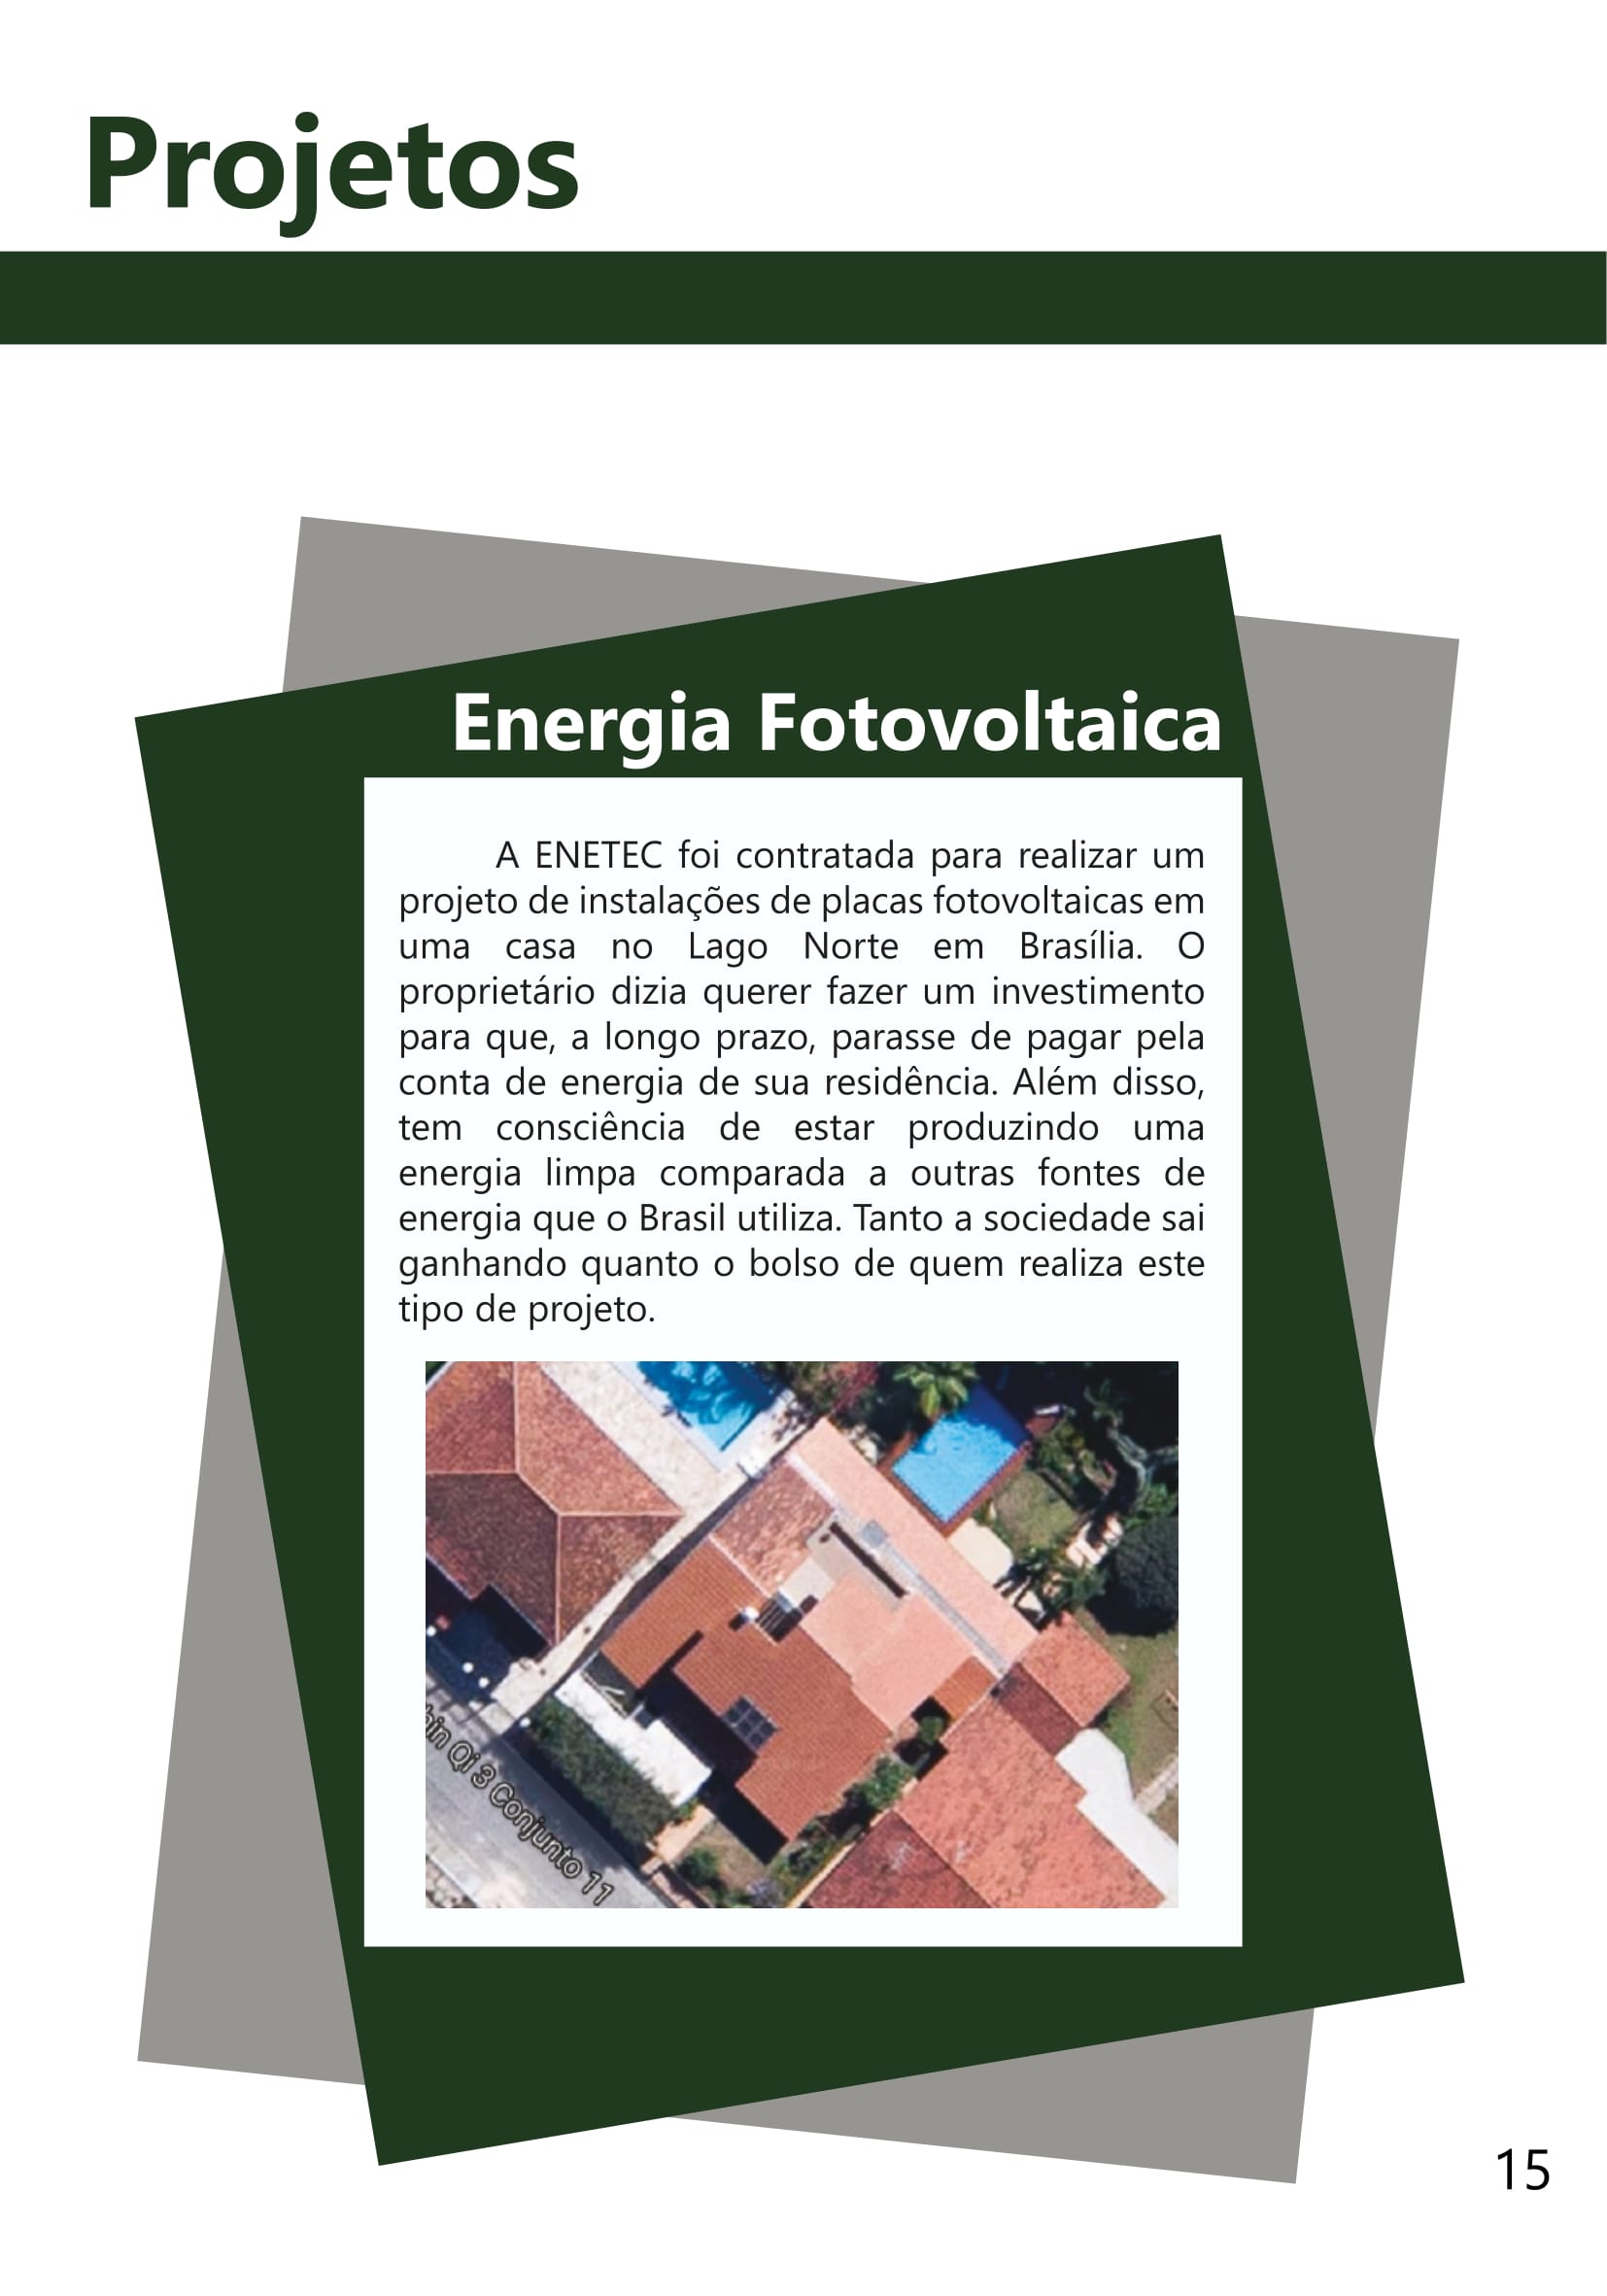 Projetos
Energia Fotovoltaica
A ENETEC foi contratada para realizar um
projeto de instalações de placas fotovoltaicas em
uma casa no Lago Norte em Brasília. O
proprietário dizia querer fazer um investimento
para que, a longo prazo, parasse de pagar pela
conta de energia de sua residência. Além disso,
tem consciência de estar produzindo uma
energia limpa comparada a outras fontes de
energia que o Brasil utiliza. Tanto a sociedade sai
ganhando quanto o bolso de quem realiza este
tipo de projeto.
Qi 3 Conjunto 11
15